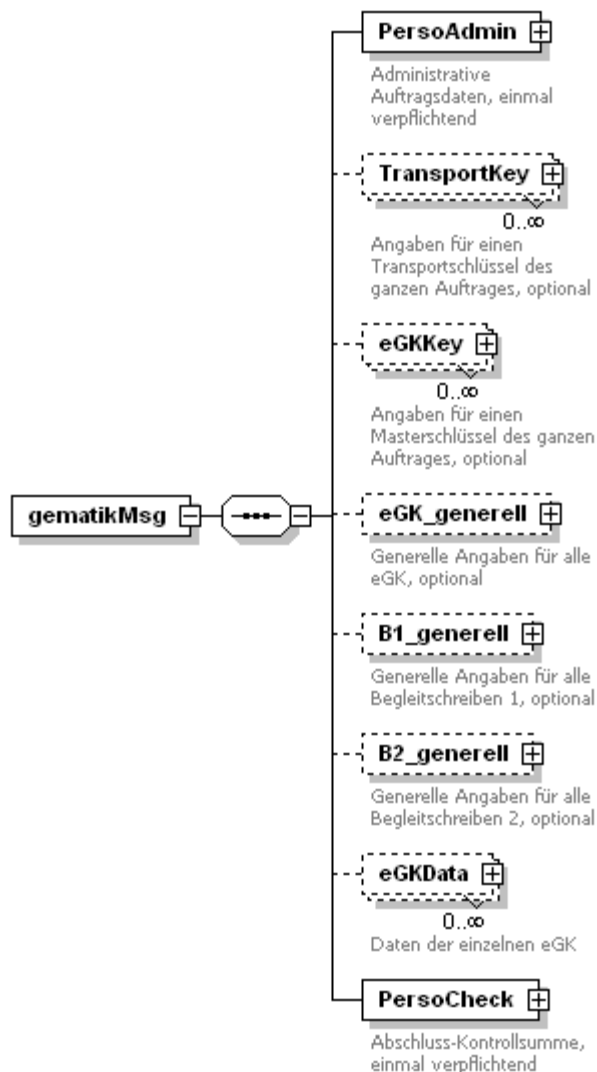 PersoAdmin
Administrative
Auftragsdaten, einmal
verpflichtend
TransportKey
0..∞
Angaben für einen
Transportschlüssel des
ganzen Auftrages, optional
eGKKey
0..∞
Angaben für einen
Masterschlüssel des ganzen
Auftrages, optional
gematikMsg
eGK_generell
Generelle Angaben für alle
eGK, optional
B1_generell
Generelle Angaben für alle
Begleitschreiben 1, optional
B2_generell
Generelle Angaben für alle
Begleitschreiben 2, optional
eGKData
0..∞
Daten der einzelnen eGK
PersoCheck
Abschluss-Kontrollsumme,
einmal verpflichtend